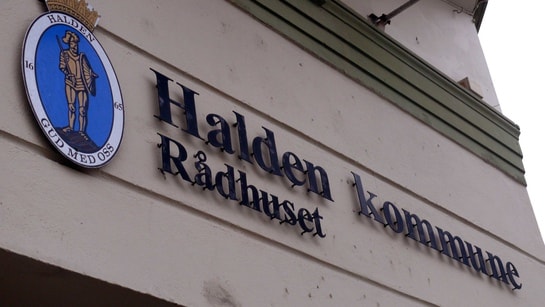 HALDEN
16 65
GUD MED OSS
Halden kommune
Rådhuset